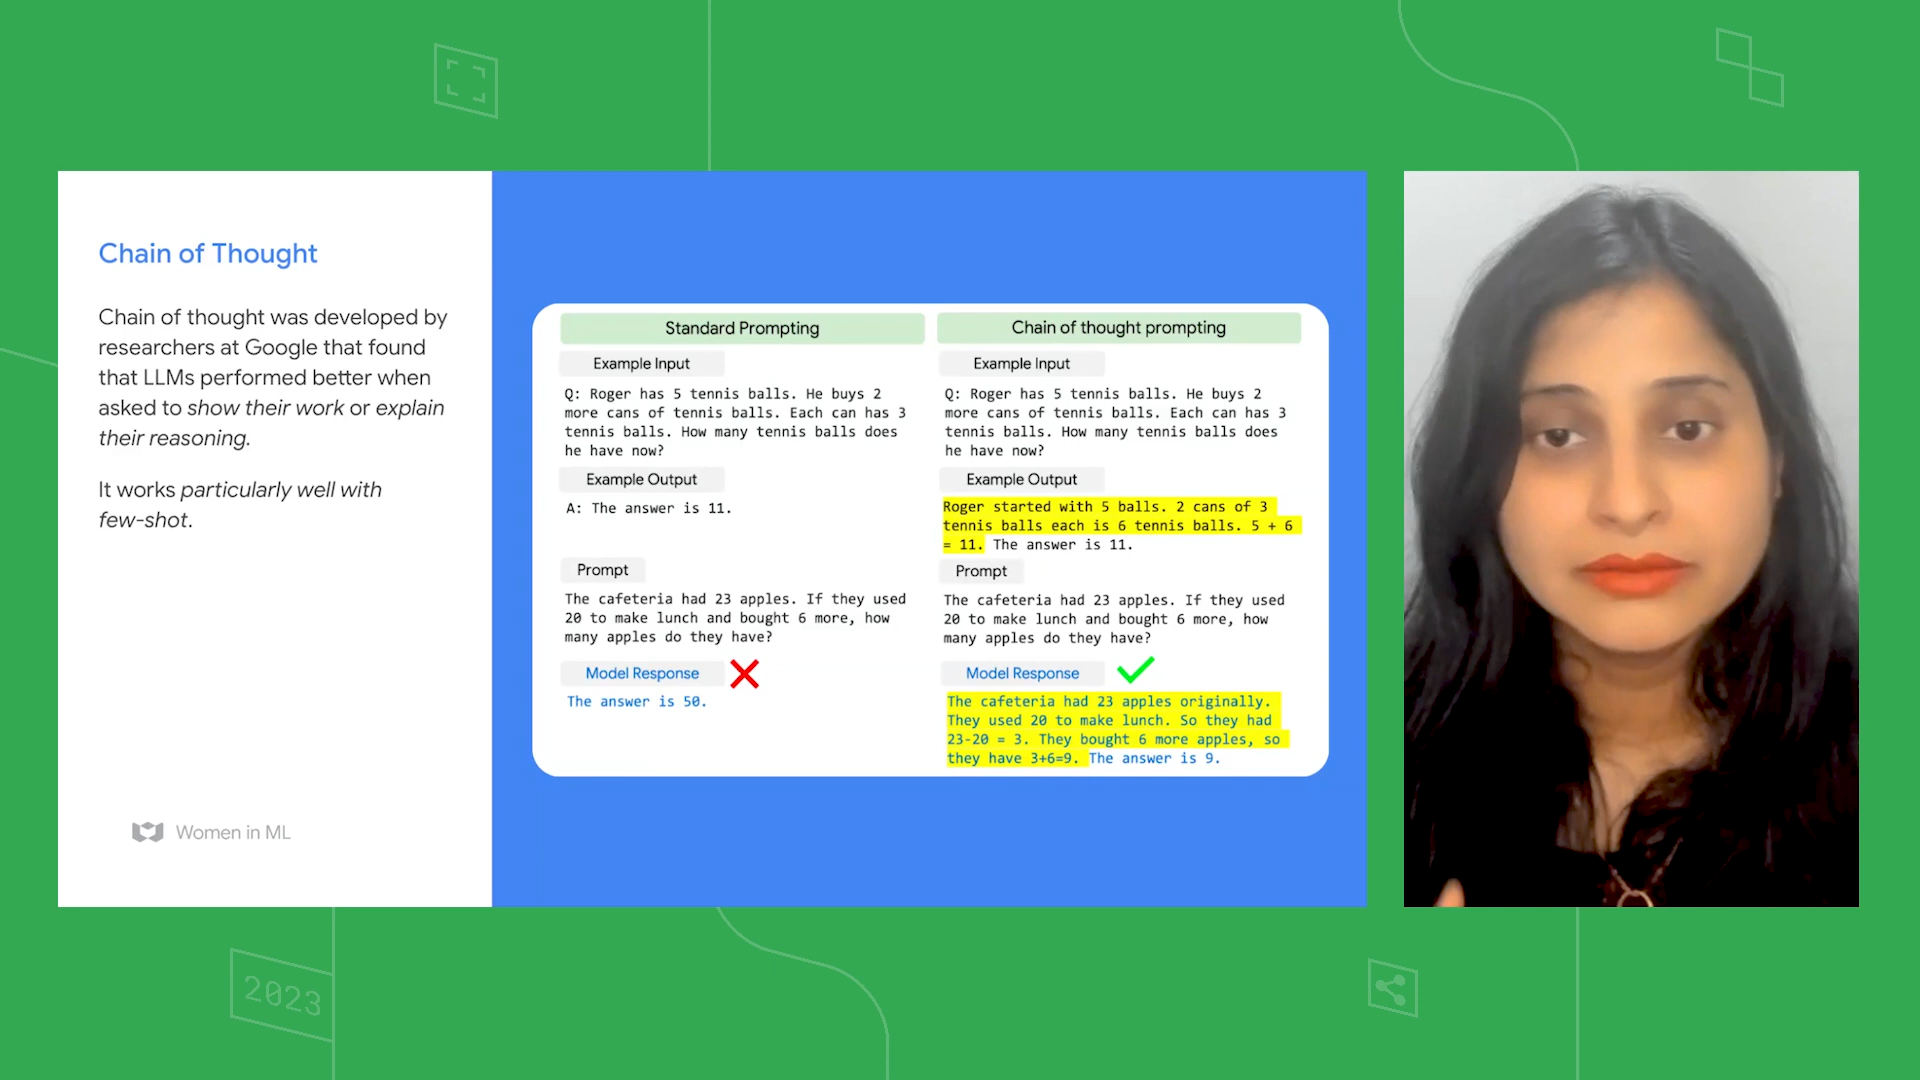 Chain of Thought
Chain of thought was developed by
researchers at Google that found
that LLMs performed better when
asked to show their work or explain
their reasoning.
It works particularly well with
few-shot.
Women in ML
Standard Prompting
Example Input
Q: Roger has 5 tennis balls. He buys 2
more cans of tennis balls. Each can has 3
tennis balls. How many tennis balls does
he have now?
Example Output
A: The answer is 11.
Prompt
The cafeteria had 23 apples. If they used
20 to make lunch and bought 6 more, how
many apples do they have?
Model Response
The answer is 50.
Chain of thought prompting
Example Input
Q: Roger has 5 tennis balls. He buys 2
more cans of tennis balls. Each can has 3
tennis balls. How many tennis balls does
he have now?
Example Output
Roger started with 5 balls. 2 cans of 3
tennis balls each is 6 tennis balls. 5 + 6
= 11. The answer is 11.
Prompt
The cafeteria had 23 apples. If they used
20 to make lunch and bought 6 more, how
many apples do they have?
Model Response
The cafeteria had 23 apples originally.
They used 20 to make lunch. So they had
23-20 = 3. They bought 6 more apples, so
they have 3+6=9. The answer is 9.
2023